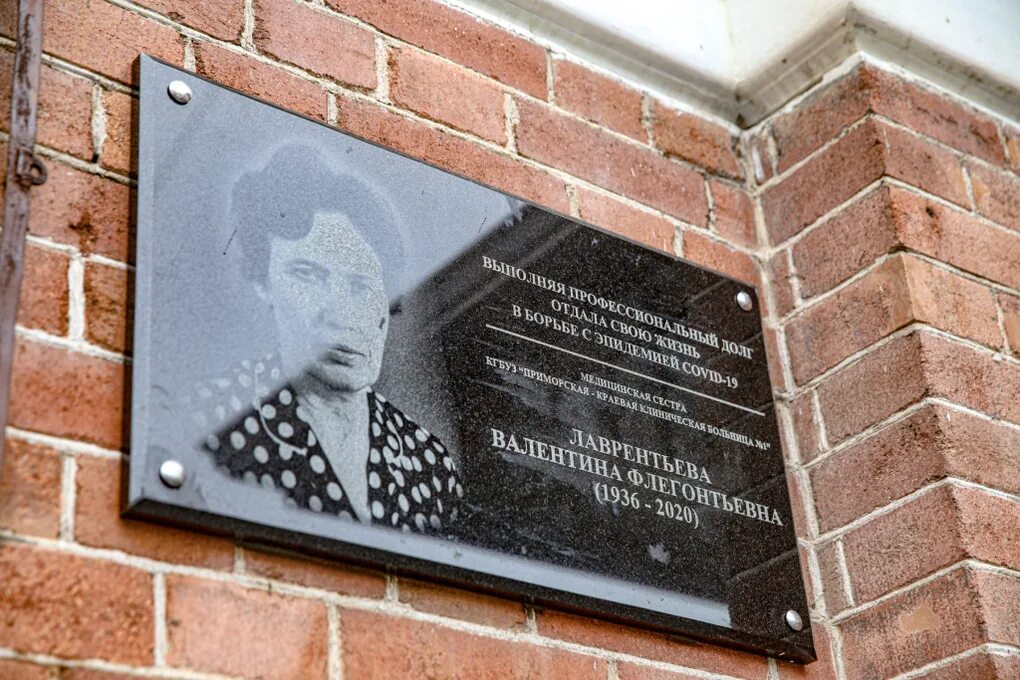 ВЫПОЛНЯЯ ПРОФЕССИОНАЛЬНЫЙ ДОЛГ
ОТДАЛА СВОЮ ЖИЗНЬ
В БОРЬБЕ С ЭПИДЕМИЕЙ COVID-19
МЕДИЦИНСКАЯ СЕСТРА
КГБУЗ "ПРИМОРСКАЯ - КРАЕВАЯ КЛИНИЧЕСКАЯ БОЛЬНИЦА №1"
ЛАВРЕНТЬЕВА
ВАЛЕНТИНА ФЛЕГОНТЬЕВНА
(1936 - 2020)